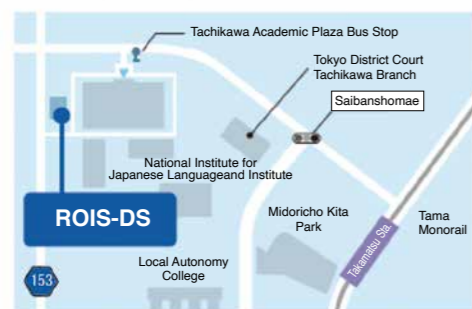 Tachikawa Academic Plaza Bus Stop
Tokyo District Court
Tachikawa Branch
Saibanshomae
National Institute for
Japanese Languageand Institute
ROIS-DS
Midoricho Kita
Park
Takamatsu Sta.
Tama
Monorail
Local Autonomy
College
153